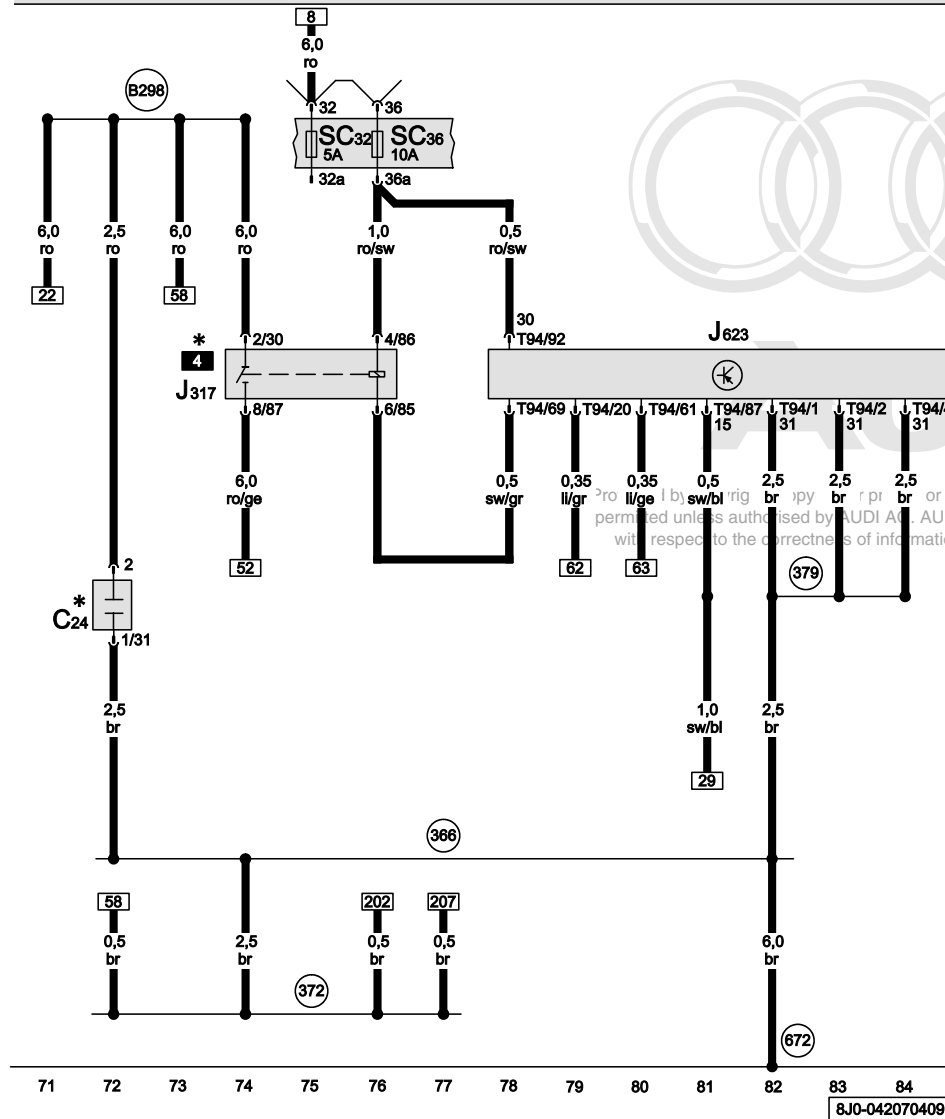 8
6,0
ro
B298
32 36
SC32 SC36
5A 10A
32a 36a
6,0 2,5 6,0 6,0 1,0 0,5
ro ro ro ro ro/sw ro/sw
22 58
30
* 2/30 4/86 T94/92 J623
4
J317
8/87 6/85 T94/69 T94/20 T94/61 T94/87 T94/1 T94/2
15 31 31 31
6,0 0,5 0,35 0,35 0,5 2,5 2,5 2,5
ro/ge sw/gr li/gr li/ge sw/bl br br br
permitted unless authorised by AUDI AG. AU
with respect to the correctness of informati
2 52 62 63 379
*
C24
1/31
2,5 1,0 2,5
br sw/bl br
29
366
58 202 207
0,5 2,5 0,5 0,5 6,0
br br br br br
372
672
71 72 73 74 75 76 77 78 79 80 81 82 83 84
8J0-042070409